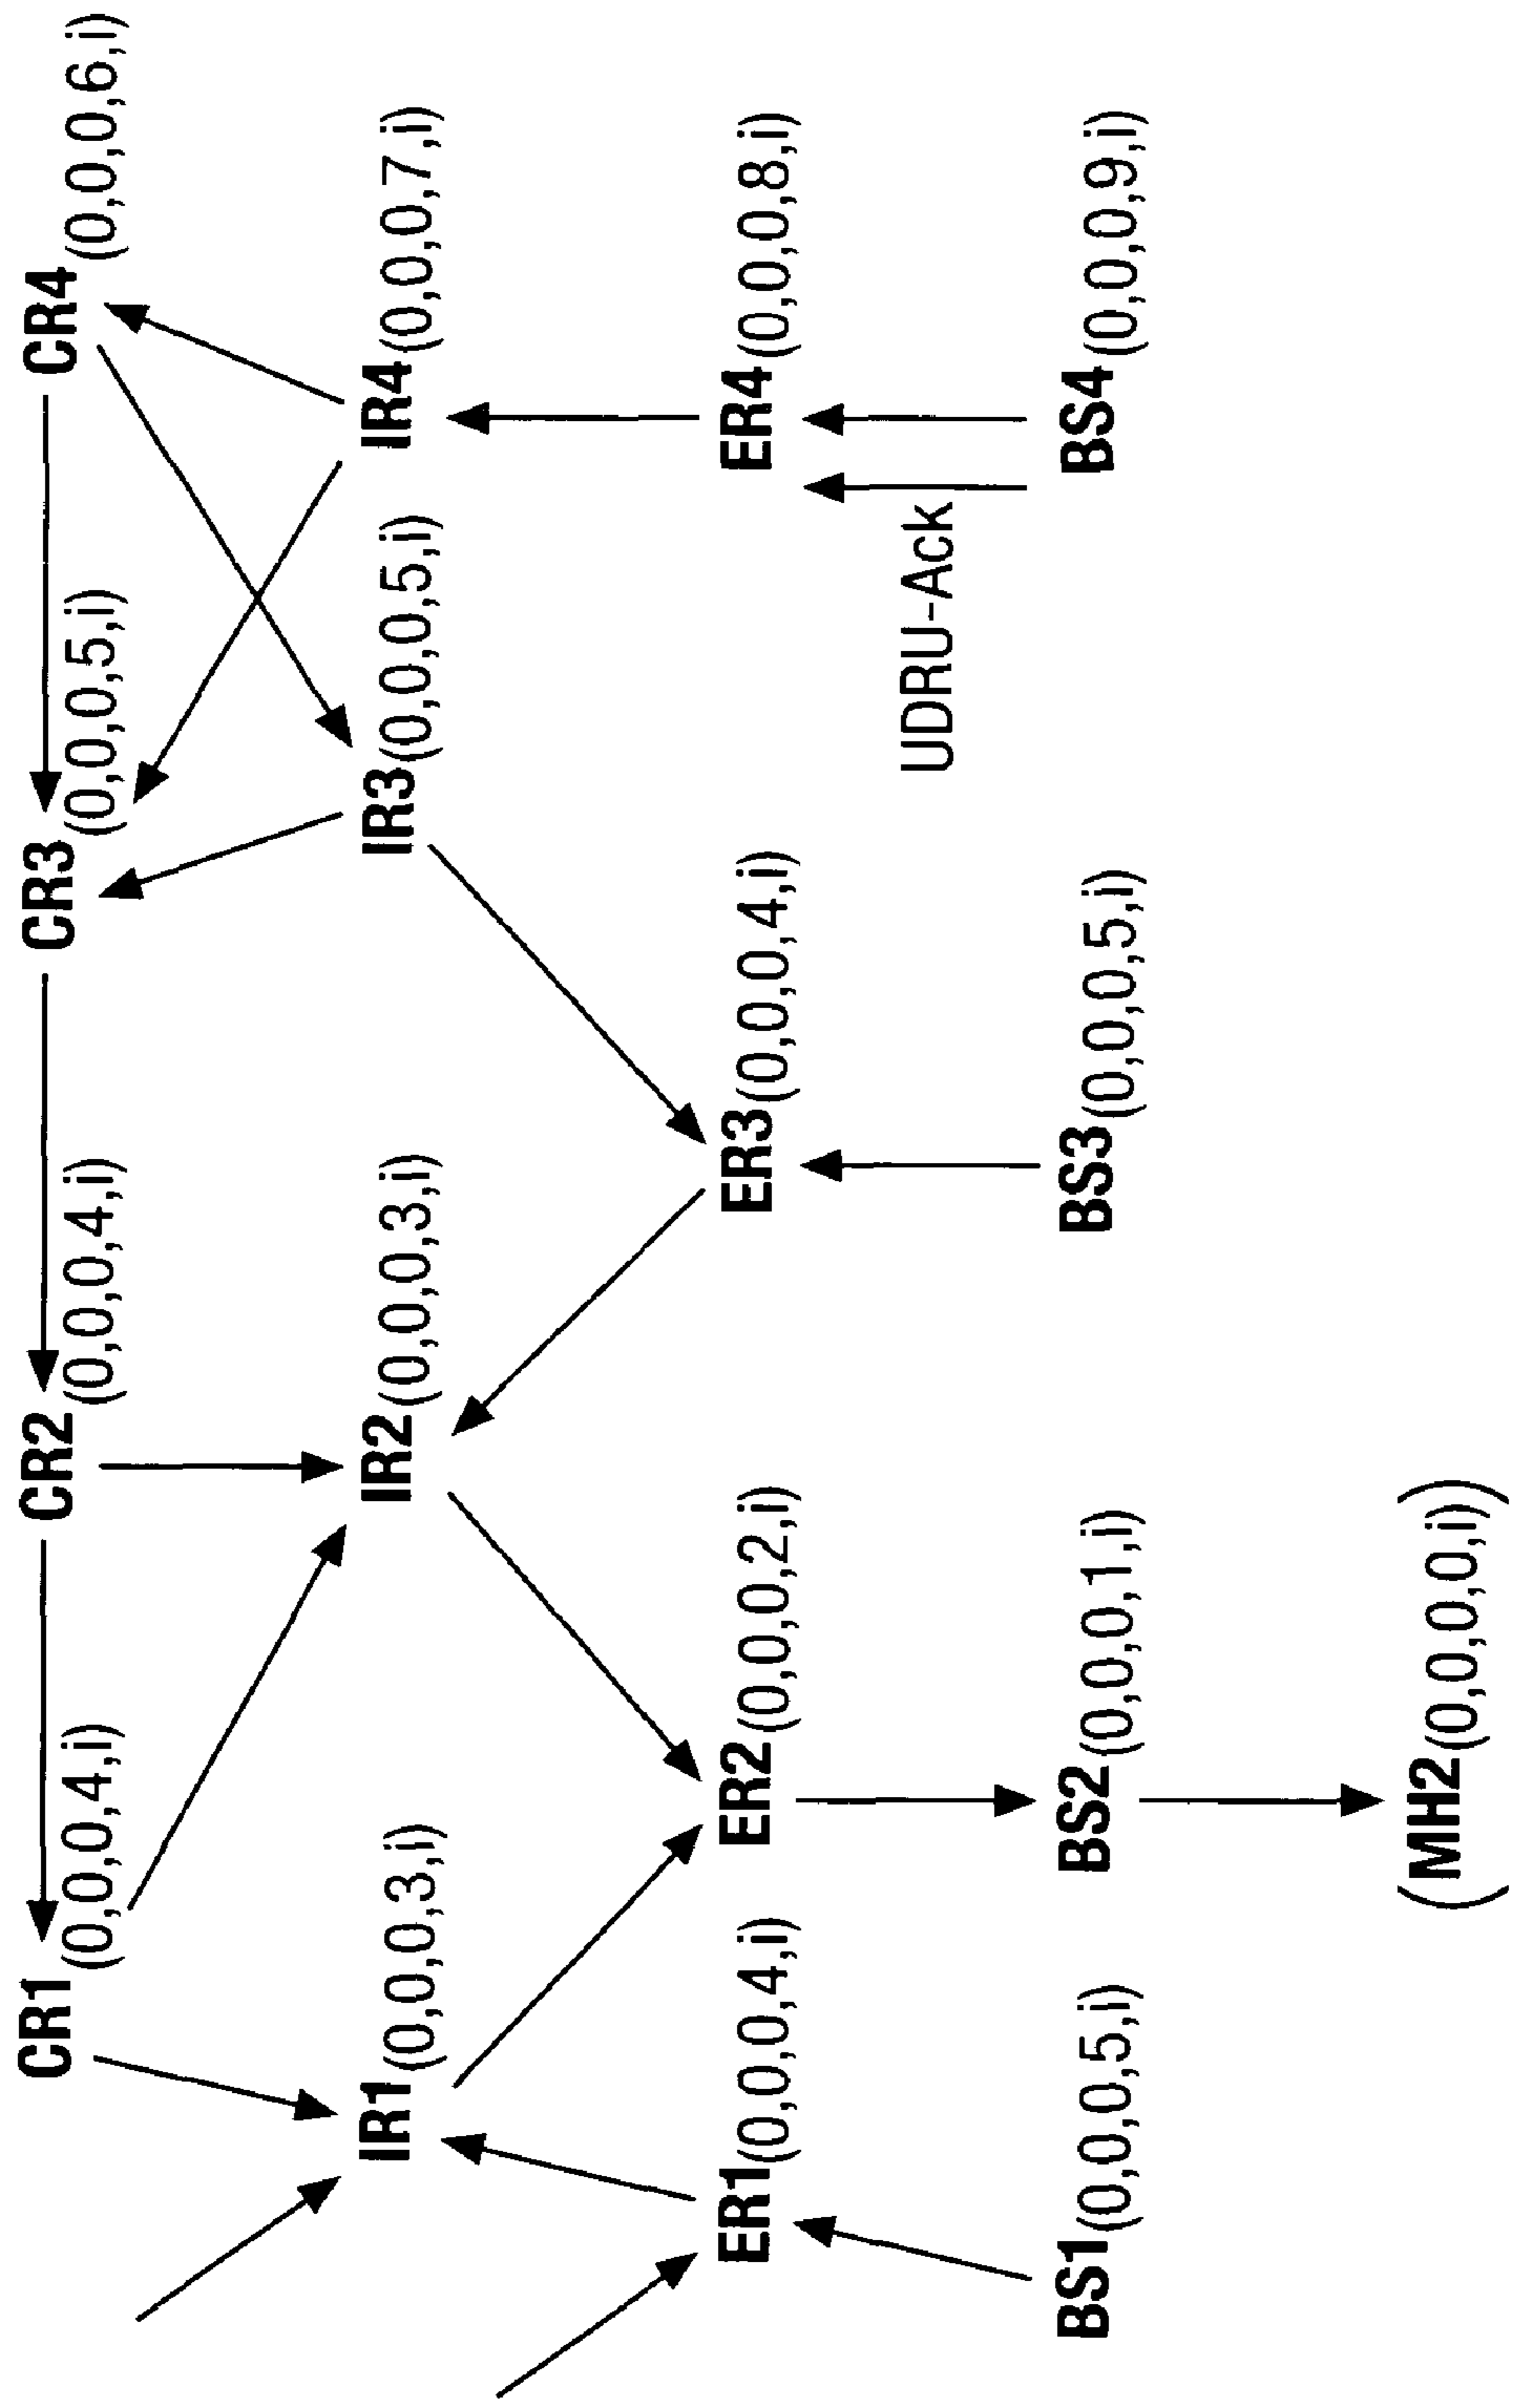 CR1(0,0,0,4,i)
CR2(0,0,0,4,i)
CR3(0,0,0,5,i)
CR4(0,0,0,6,i)
IR1(0,0,0,3,i)
IR2(0,0,0,3,i)
IR3(0,0,0,5,i)
IR4(0,0,0,7,i)
ER1(0,0,0,4,i)
ER2(0,0,0,2,i)
ER3(0,0,0,4,i)
ER4(0,0,0,8,i)
UDRU-Ack
BS1(0,0,0,5,i)
BS2(0,0,0,1,i)
BS3(0,0,0,5,i)
BS4(0,0,0,9,i)
(MH2(0,0,0,0,i))